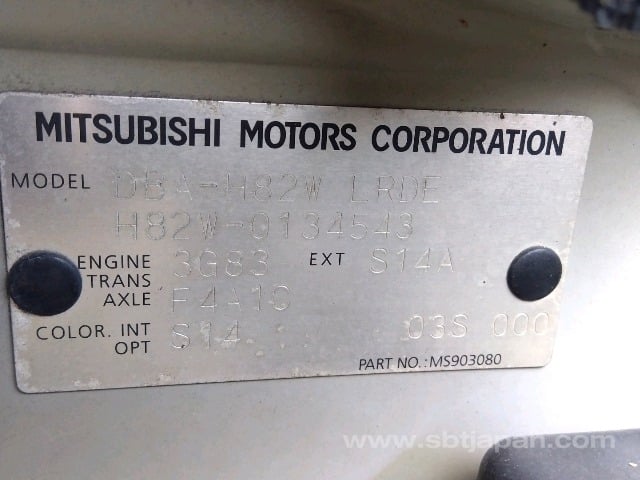 MITSUBISHI MOTORS CORPORATION
MODEL DBA-H82W LRDE
H82W-0134543
ENGINE 3G83 EXT S14A
TRANS
AXLE F4A1C
COLOR. INT S14 03S 000
OPT
PART NO.: MS903080
www.sbtjapan.com